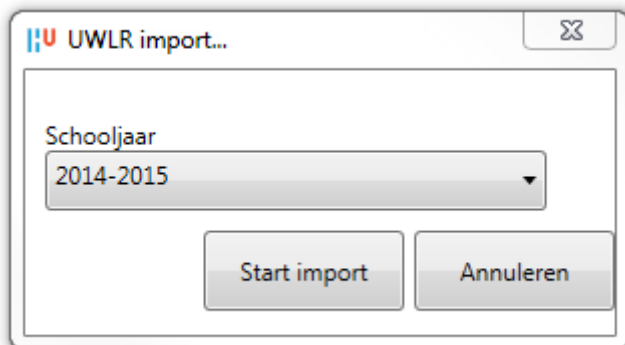 UWLR import...
Schooljaar
2014-2015
Start import
Annuleren